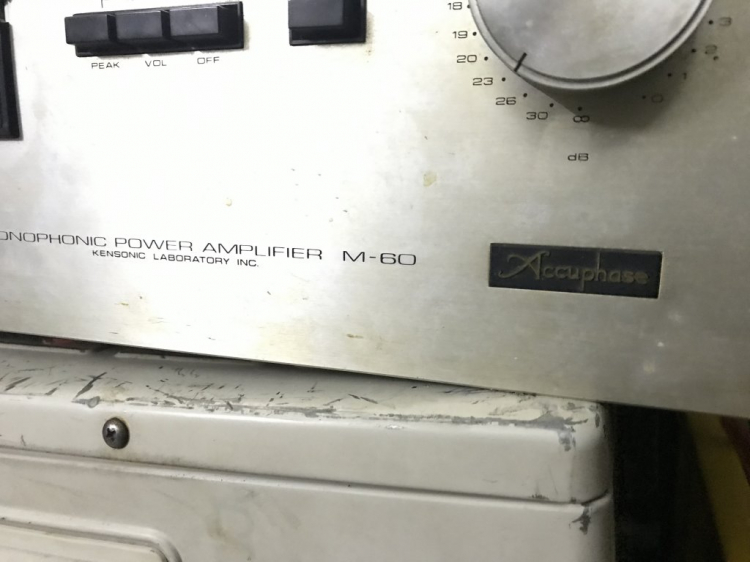 PEAK VOL OFF
18
19
20
23
26
30
∞
0
1
2
3
dB
ONOPHONIC POWER AMPLIFIER M-60
KENSONIC LABORATORY INC.
Accuphase